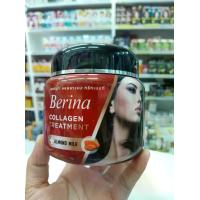 Berina
COLLAGEN
TREATMENT
ALMOND MILK